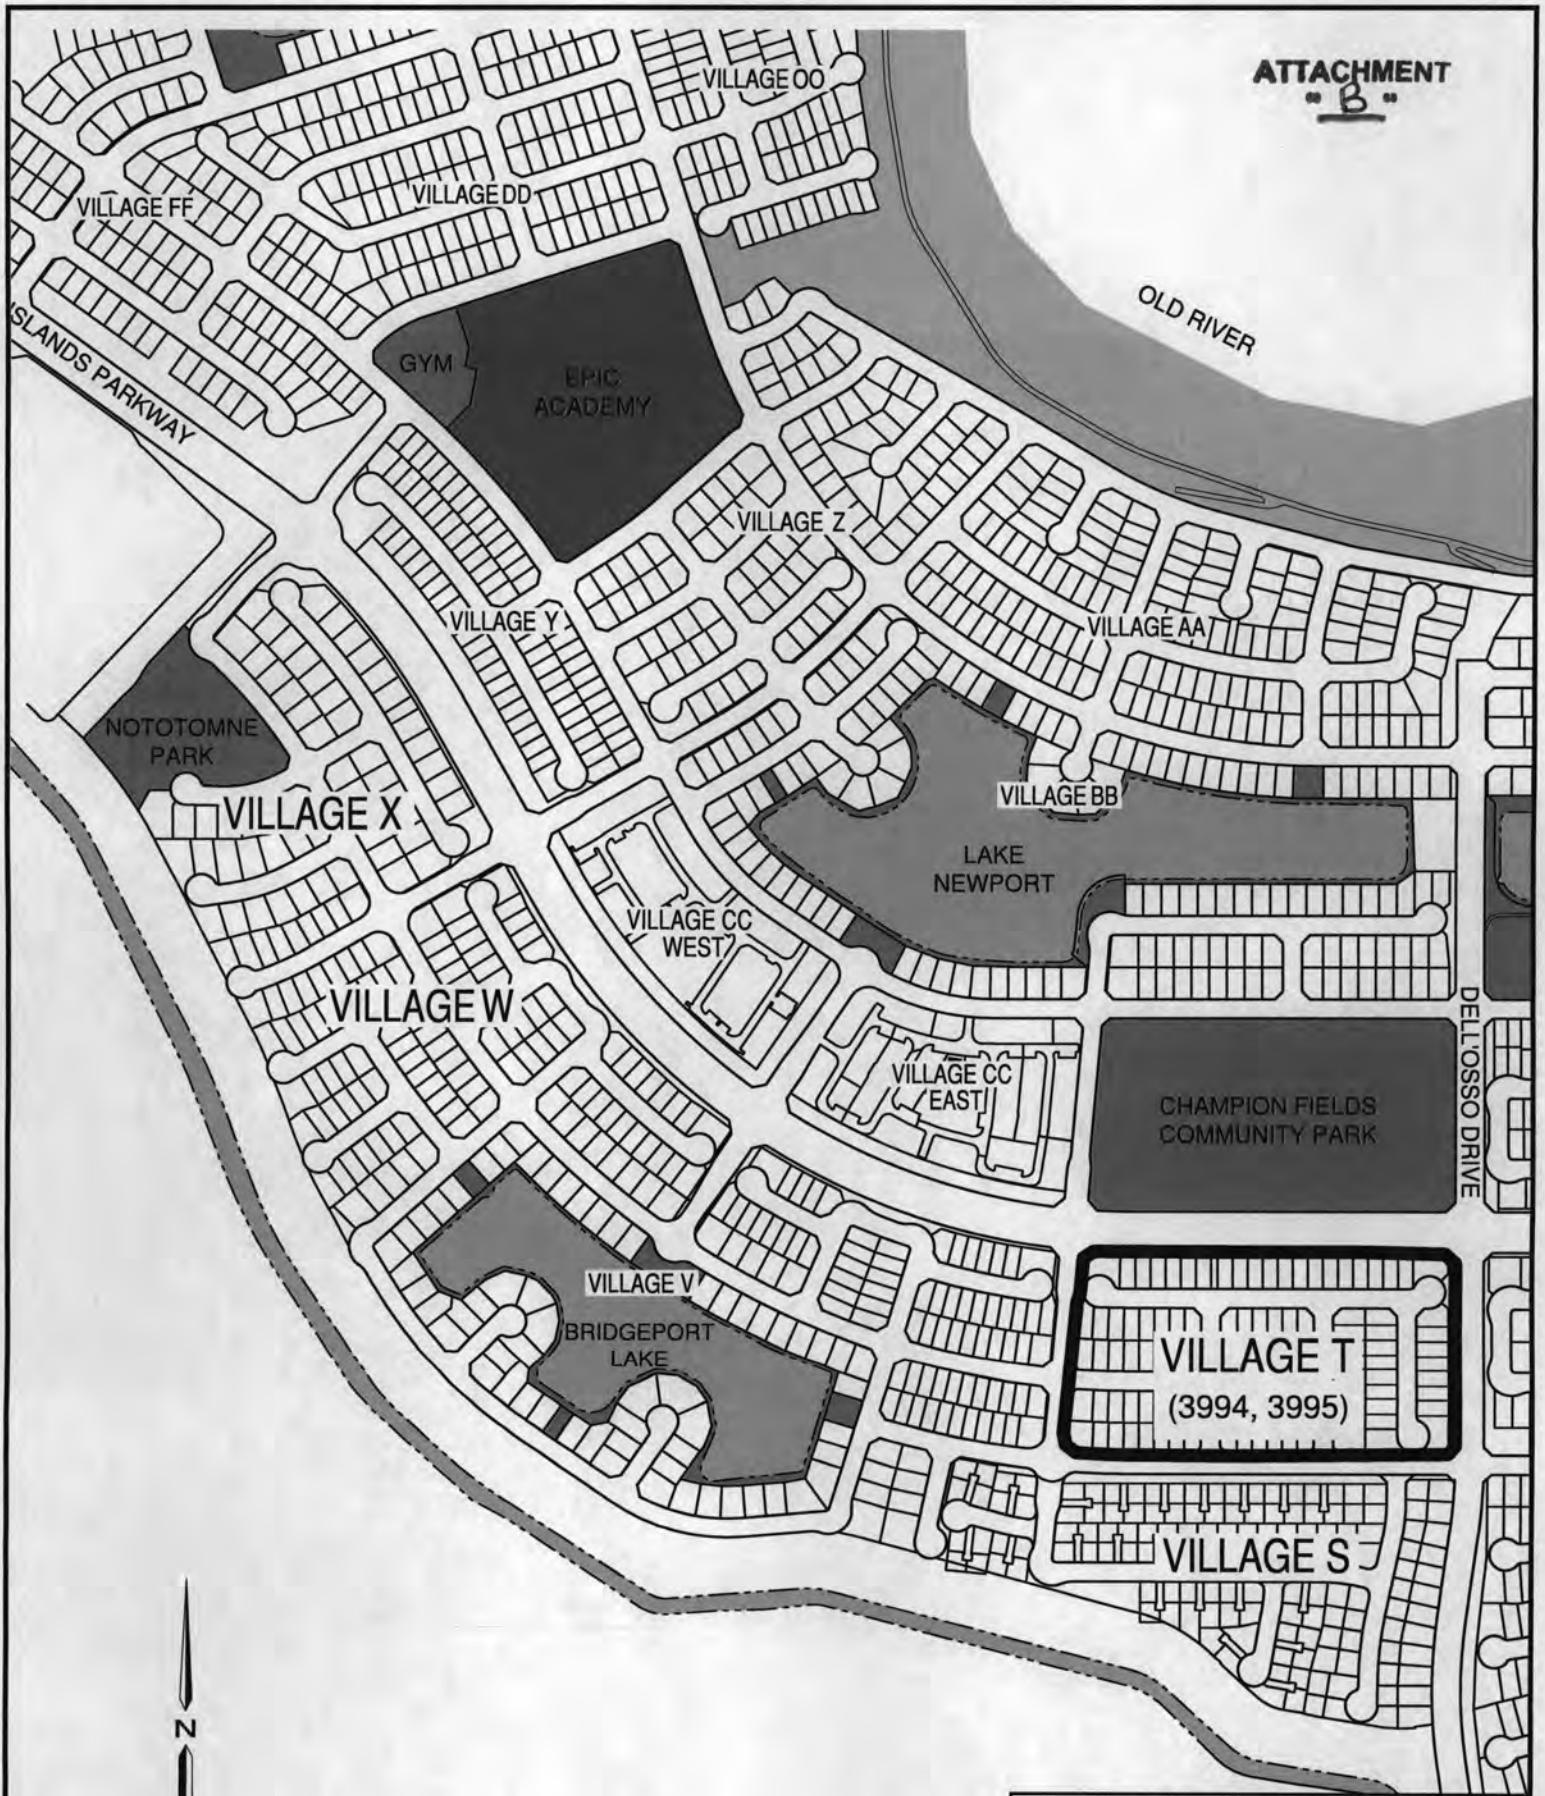 ATTACHMENT
"B"
VILLAGE OO
VILLAGE DD
VILLAGE FF
OLD RIVER
ISLANDS PARKWAY
GYM
EPIC
ACADEMY
VILLAGE Z
VILLAGE Y
VILLAGE AA
NOTOTOMNE
PARK
VILLAGE X
VILLAGE BB
LAKE
NEWPORT
VILLAGE CC
WEST
VILLAGE W
DELL'OSSO DRIVE
VILLAGE CC
EAST
CHAMPION FIELDS
COMMUNITY PARK
VILLAGE V
BRIDGEPORT
LAKE
VILLAGE T
(3994, 3995)
VILLAGE S
N